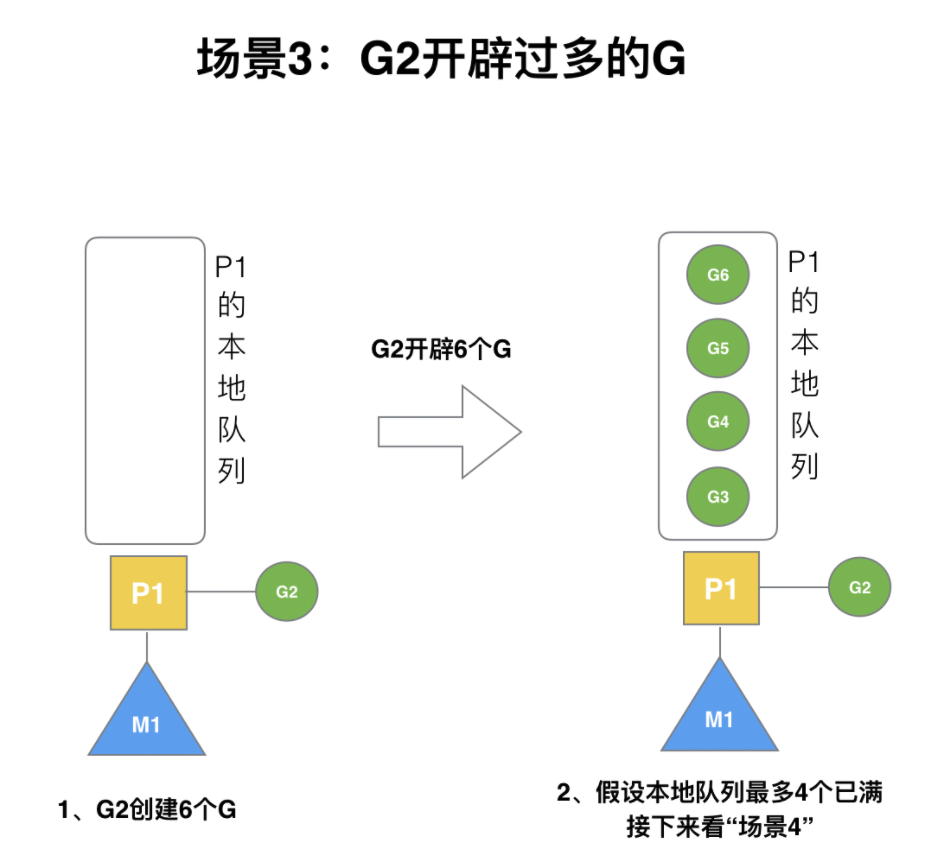 场景3：G2开辟过多的G
P1的本地队列
G2开辟6个G
P1
G2
M1
1、G2创建6个G
G6
G5
G4
G3
P1的本地队列
P1
G2
M1
2、假设本地队列最多4个已满
接下来看“场景4”